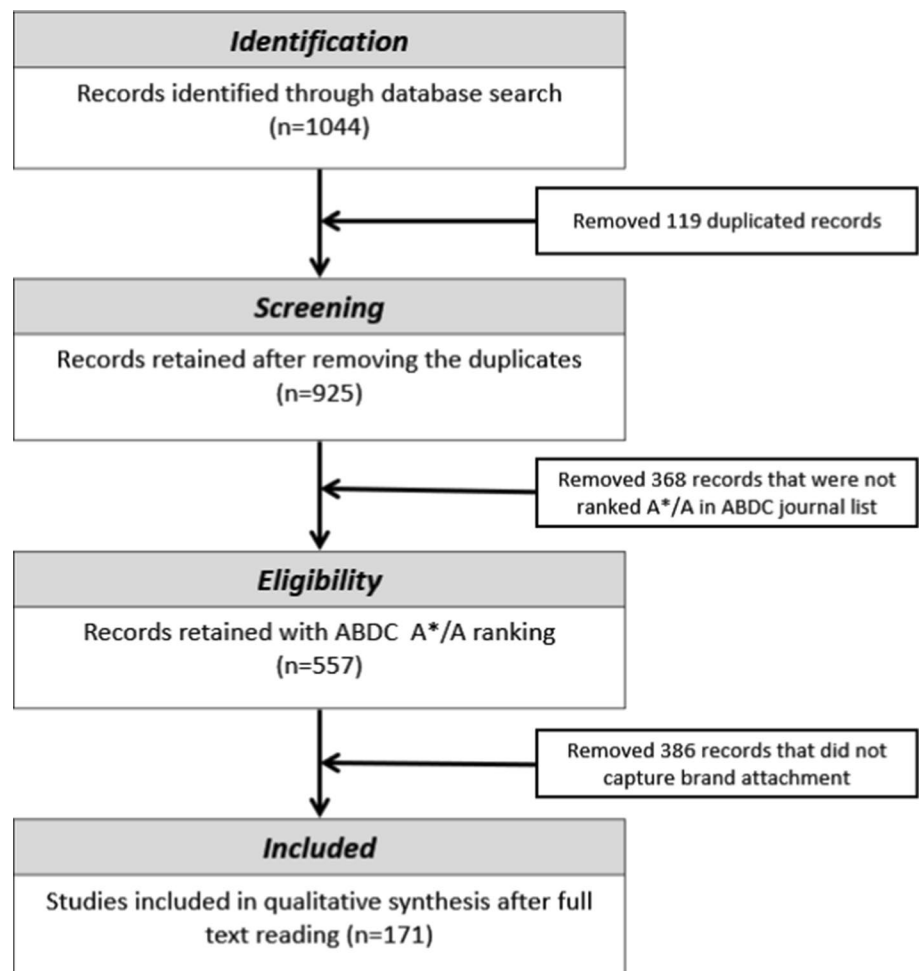 Identification
Records identified through database search
(n=1044)
Removed 119 duplicated records
Screening
Records retained after removing the duplicates
(n=925)
Removed 368 records that were not
ranked A*/A in ABDC journal list
Eligibility
Records retained with ABDC A*/A ranking
(n=557)
Removed 386 records that did not
capture brand attachment
Included
Studies included in qualitative synthesis after full
text reading (n=171)